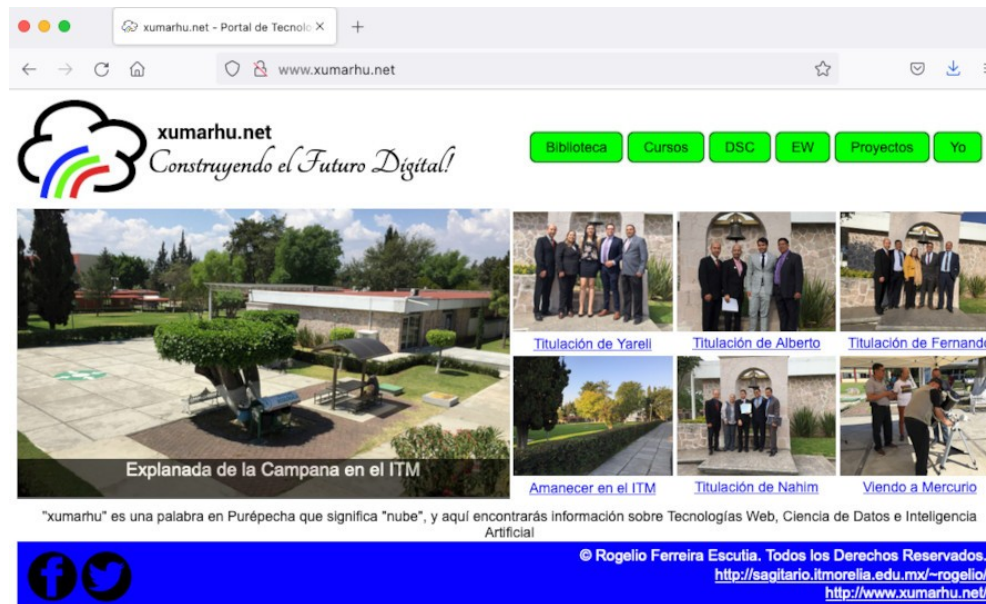 xumarhu.net - Portal de Tecnolo
www.xumarhu.net
xumarhu.net
Construyendo el Futuro Digital!
Biblioteca Cursos DSC EW Proyectos Yo
Explanada de la Campana en el ITM
Titulación de Yareli Titulación de Alberto Titulación de Fernando
Amanecer en el ITM Titulación de Nahim Viendo a Mercurio
"xumarhu" es una palabra en Purépecha que significa "nube", y aquí encontrarás información sobre Tecnologías Web, Ciencia de Datos e Inteligencia
Artificial
© Rogelio Ferreira Escutia. Todos los Derechos Reservados.
http://sagitario.itmorelia.edu.mx/~rogelio/
http://www.xumarhu.net/